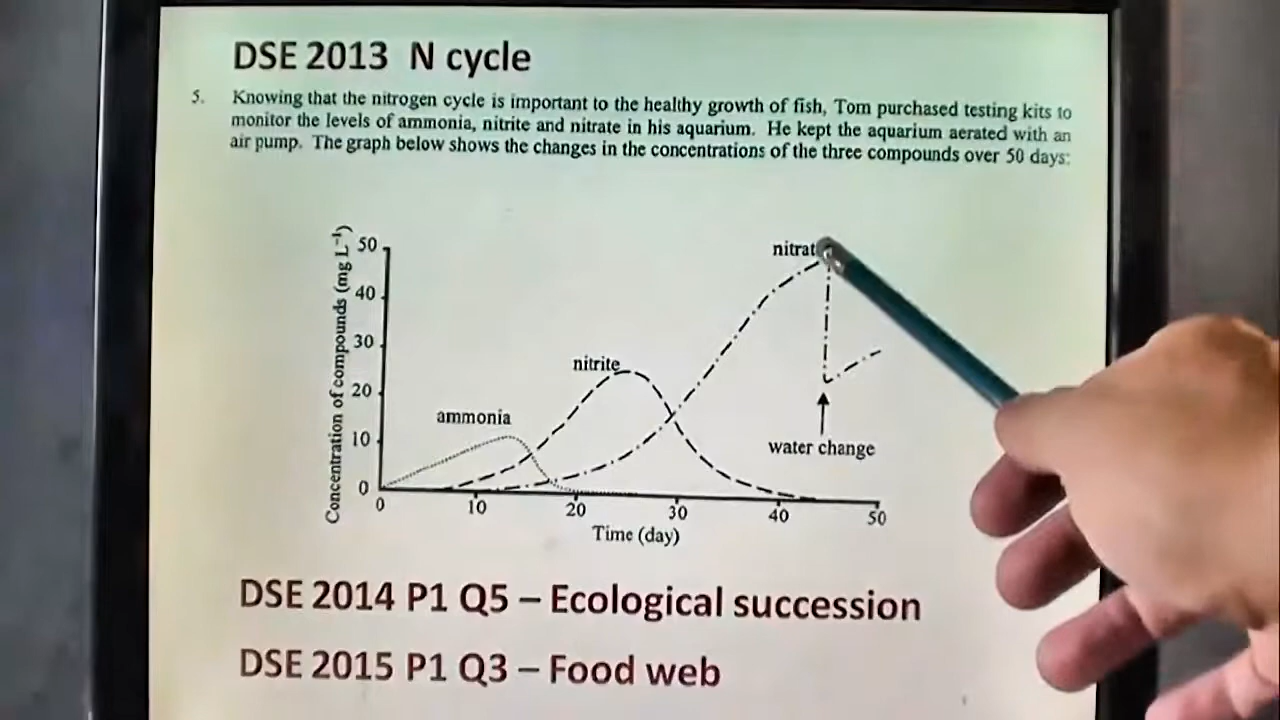 DSE 2013 N cycle
5. Knowing that the nitrogen cycle is important to the healthy growth of fish, Tom purchased testing kits to
monitor the levels of ammonia, nitrite and nitrate in his aquarium. He kept the aquarium aerated with an
air pump. The graph below shows the changes in the concentrations of the three compounds over 50 days:
Concentration of compounds (mg L⁻¹)
50
40
30
20
10
0
nitrat
nitrite
ammonia
water change
0 10 20 30 40 50
Time (day)
DSE 2014 P1 Q5 – Ecological succession
DSE 2015 P1 Q3 – Food web